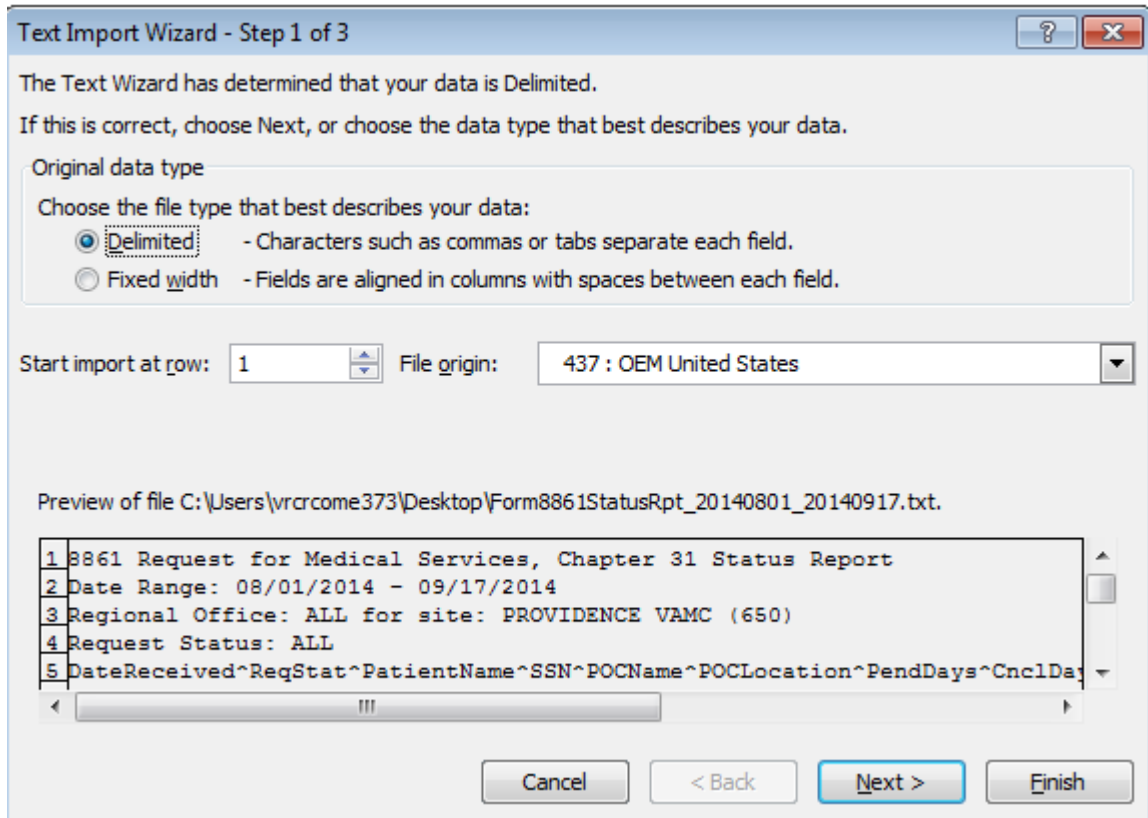 Text Import Wizard - Step 1 of 3
The Text Wizard has determined that your data is Delimited.
If this is correct, choose Next, or choose the data type that best describes your data.
Original data type
Choose the file type that best describes your data:
Delimited - Characters such as commas or tabs separate each field.
Fixed width - Fields are aligned in columns with spaces between each field.
Start import at row: 1 File origin: 437 : OEM United States
Preview of file C:\Users\vrcrcome373\Desktop\Form8861StatusRpt_20140801_20140917.txt.
1 8861 Request for Medical Services, Chapter 31 Status Report
2 Date Range: 08/01/2014 - 09/17/2014
3 Regional Office: ALL for site: PROVIDENCE VAMC (650)
4 Request Status: ALL
5 DateReceived^ReqStat^PatientName^SSN^POCName^POCLocation^PendDays^CnclDay
Cancel < Back Next > Finish